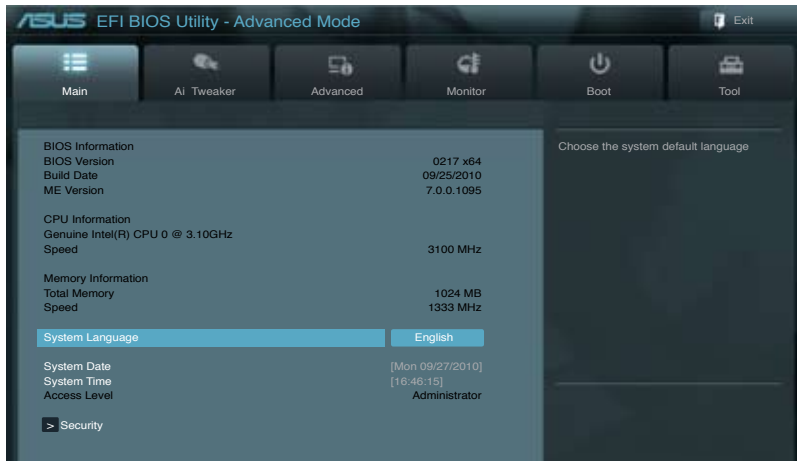 ASUS EFI BIOS Utility - Advanced Mode
Exit
Main
Ai Tweaker
Advanced
Monitor
Boot
Tool
BIOS Information
BIOS Version 0217 x64
Build Date 09/25/2010
ME Version 7.0.0.1095
CPU Information
Genuine Intel(R) CPU 0 @ 3.10GHz
Speed 3100 MHz
Memory Information
Total Memory 1024 MB
Speed 1333 MHz
System Language English
System Date [Mon 09/27/2010]
System Time [16:46:15]
Access Level Administrator
> Security
Choose the system default language